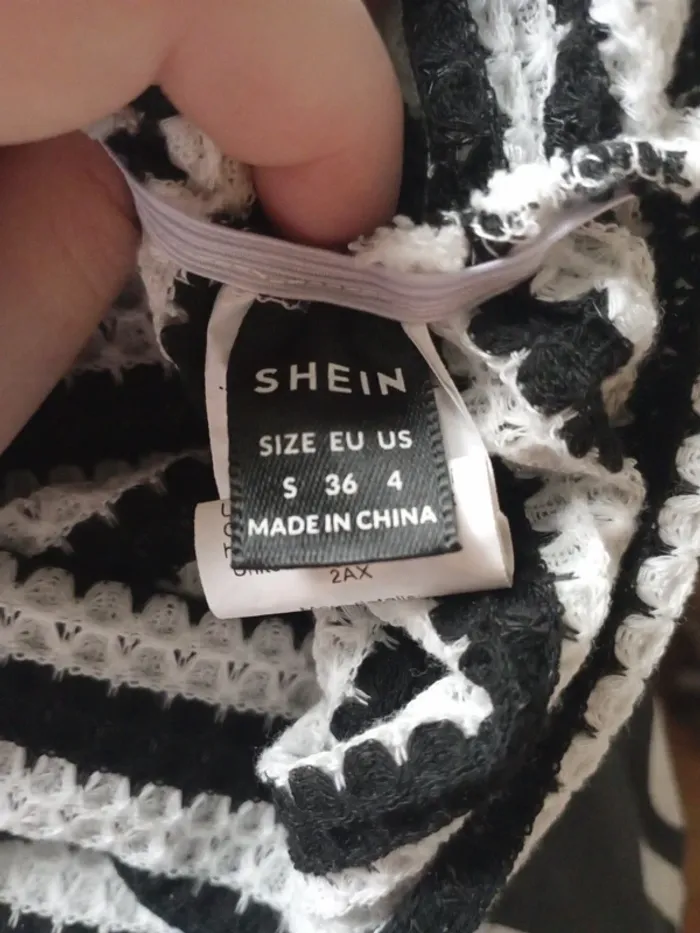 SHEIN
SIZE EU US
S 36 4
MADE IN CHINA
2AX